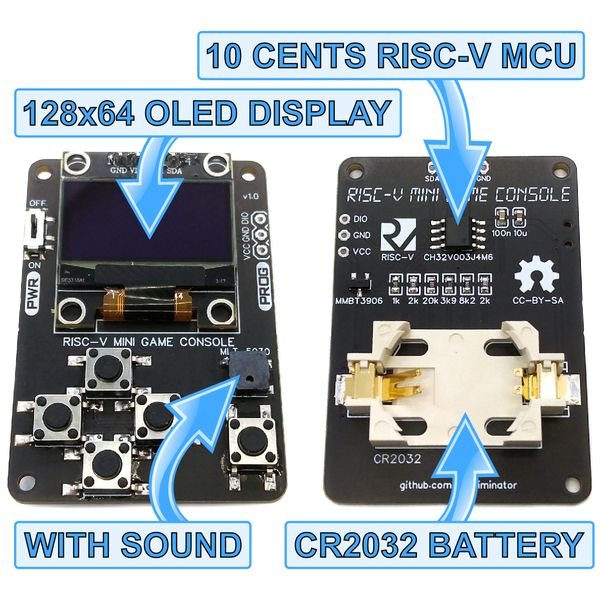 10 CENTS RISC-V MCU
128x64 OLED DISPLAY
GND
SDA
v1.0
OFF
ON
PWR
VCC GND DIO
PROG
RISC-V MINI GAME CONSOLE
SDA
GND
RISC-V MINI GAME CONSOLE
DIO
GND
VCC
RISC-V
CH32V003J4M6
100n 10u
MMBT3906
1k 2k 20k 3k9 8k2 2k
CC-BY-SA
CR2032
WITH SOUND
CR2032 BATTERY